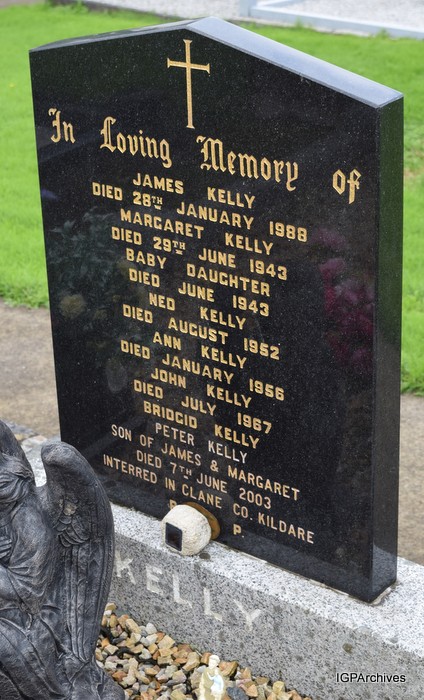 In Loving Memory of
JAMES KELLY
DIED 28TH JANUARY 1988
MARGARET KELLY
DIED 29TH JUNE 1943
BABY DAUGHTER
DIED JUNE 1943
NED KELLY
DIED AUGUST 1952
ANN KELLY
DIED JANUARY 1956
JOHN KELLY
DIED JULY 1967
BRIDGID KELLY
PETER KELLY
SON OF JAMES & MARGARET
DIED 7TH JUNE 2003
INTERRED IN CLANE CO. KILDARE
P.
KELLY
IGPArchives